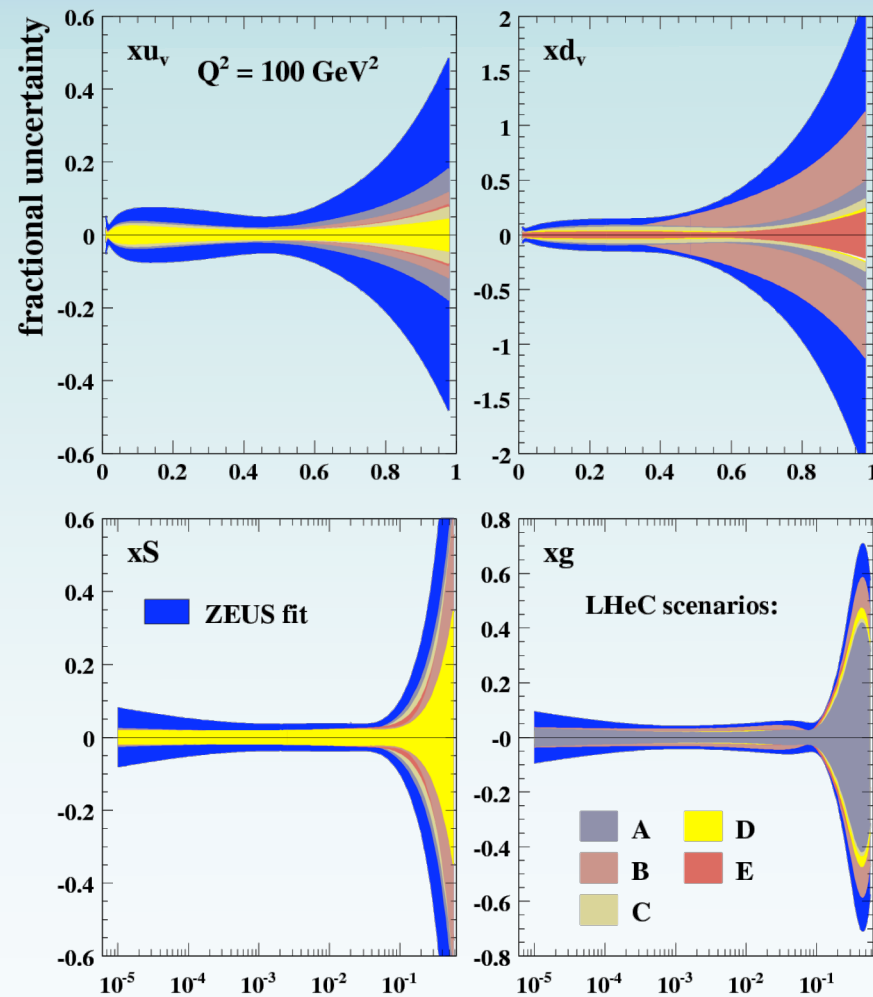 fractional uncertainty
xu_v
Q² = 100 GeV²
0.6
0.4
0.2
0
-0.2
-0.4
-0.6
0 0.2 0.4 0.6 0.8 1
xd_v
2
1.5
1
0.5
0
-0.5
-1
-1.5
-2
0 0.2 0.4 0.6 0.8 1
xS
ZEUS fit
0.6
0.4
0.2
0
-0.2
-0.4
-0.6
10⁻⁵ 10⁻⁴ 10⁻³ 10⁻² 10⁻¹
xg
LHeC scenarios:
0.8
0.6
0.4
0.2
-0
-0.2
-0.4
-0.6
-0.8
A D
B E
C
10⁻⁵ 10⁻⁴ 10⁻³ 10⁻² 10⁻¹